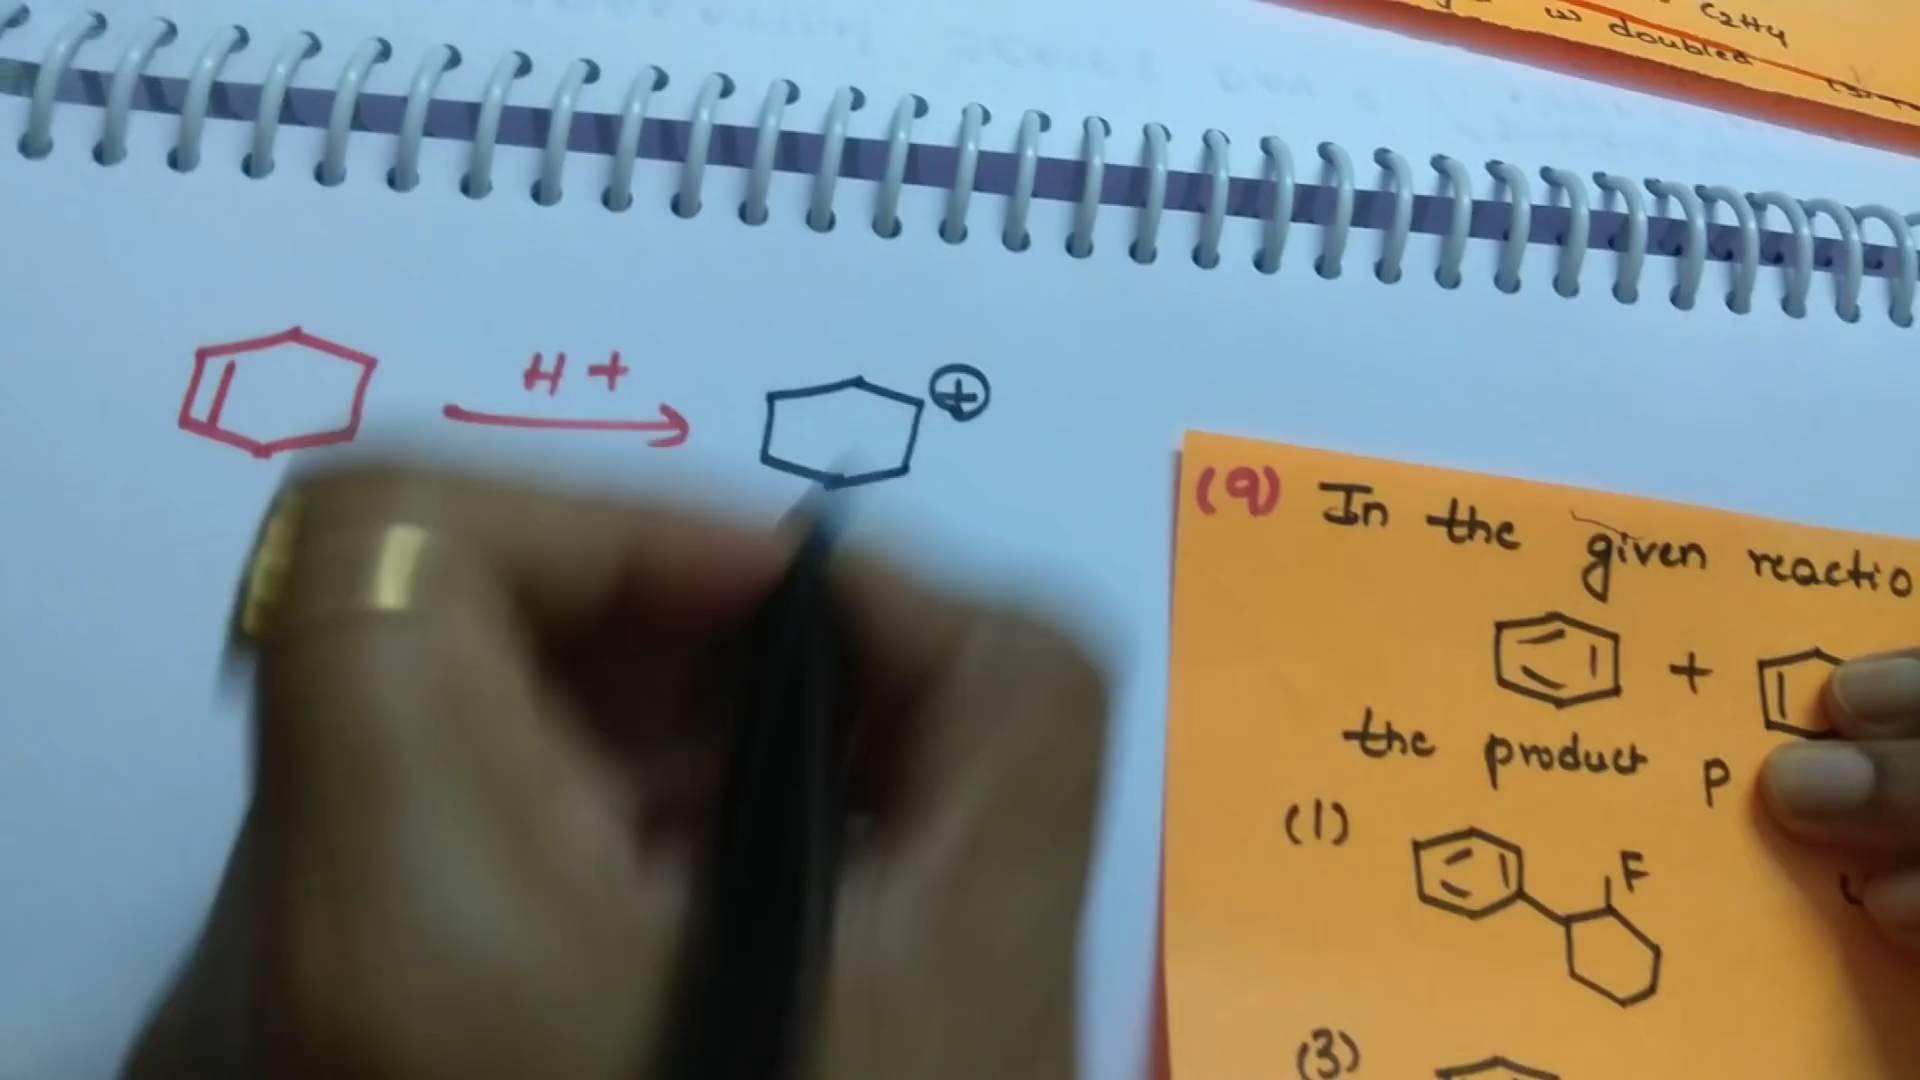 C2H4
doubled
H +
+
(9) In the given reactio
+
the product P
(1)
F
(3)